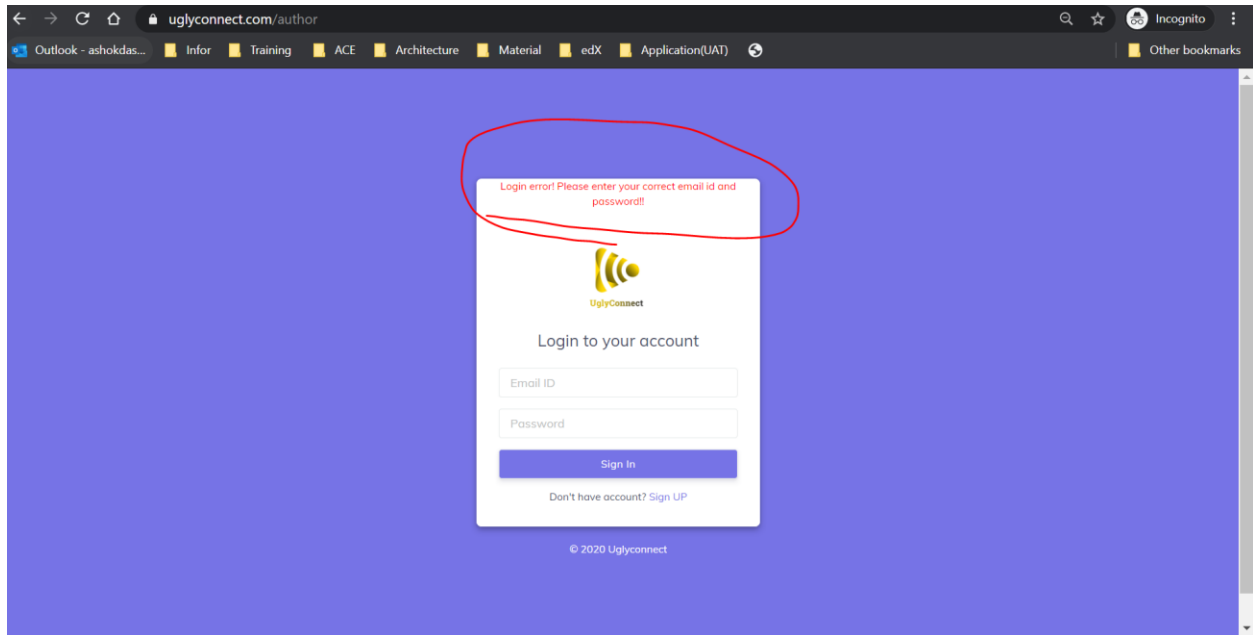 uglyconnect.com/author
Incognito
Outlook - ashokdas...
Infor
Training
ACE
Architecture
Material
edX
Application(UAT)
Other bookmarks
Login error! Please enter your correct email id and
password!!
UglyConnect
Login to your account
Email ID
Password
Sign In
Don't have account? Sign UP
© 2020 Uglyconnect